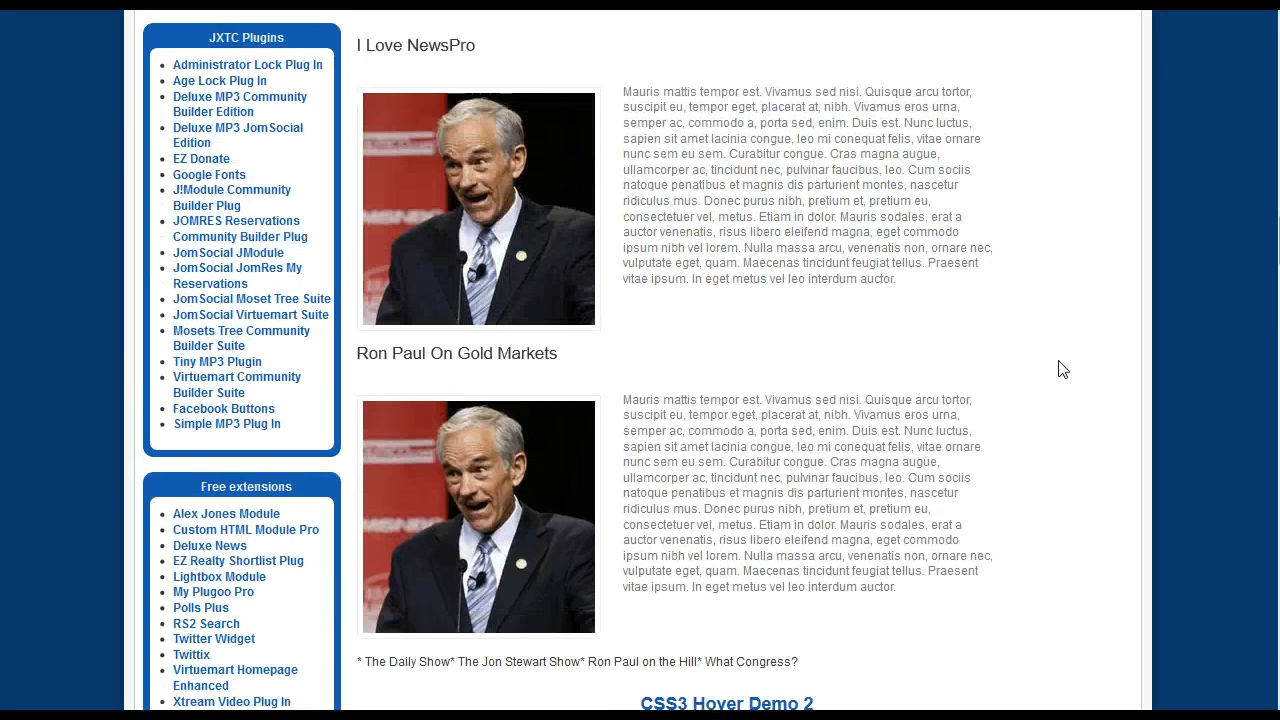 JXTC Plugins
Administrator Lock Plug In
Age Lock Plug In
Deluxe MP3 Community
Builder Edition
Deluxe MP3 JomSocial
Edition
EZ Donate
Google Fonts
J!Module Community
Builder Plug
JOMRES Reservations
Community Builder Plug
JomSocial JModule
JomSocial JomRes My
Reservations
JomSocial Moset Tree Suite
JomSocial Virtuemart Suite
Mosets Tree Community
Builder Suite
Tiny MP3 Plugin
Virtuemart Community
Builder Suite
Facebook Buttons
Simple MP3 Plug In
Free extensions
Alex Jones Module
Custom HTML Module Pro
Deluxe News
EZ Realty Shortlist Plug
Lightbox Module
My Plugoo Pro
Polls Plus
RS2 Search
Twitter Widget
Twittix
Virtuemart Homepage
Enhanced
Xtream Video Plug In
I Love NewsPro
Mauris mattis tempor est. Vivamus sed nisi. Quisque arcu tortor,
suscipit eu, tempor eget, placerat at, nibh. Vivamus eros urna,
semper ac, commodo a, porta sed, enim. Duis est. Nunc luctus,
sapien sit amet lacinia congue, leo mi conequat felis, vitae ornare
nunc sem eu sem. Curabitur congue. Cras magna augue,
ullamcorper ac, tincidunt nec, pulvinar faucibus, leo. Cum sociis
natoque penatibus et magnis dis parturient montes, nascetur
ridiculus mus. Donec purus nibh, pretium et, pretium eu,
consectetuer vel, metus. Etiam in dolor. Mauris sodales, erat a
auctor venenatis, risus libero eleifend magna, eget commodo
ipsum nibh vel lorem. Nulla massa arcu, venenatis non, ornare nec,
vulputate eget, quam. Maecenas tincidunt feugiat tellus. Praesent
vitae ipsum. In eget metus vel leo interdum auctor.
Ron Paul On Gold Markets
Mauris mattis tempor est. Vivamus sed nisi. Quisque arcu tortor,
suscipit eu, tempor eget, placerat at, nibh. Vivamus eros urna,
semper ac, commodo a, porta sed, enim. Duis est. Nunc luctus,
sapien sit amet lacinia congue, leo mi conequat felis, vitae ornare
nunc sem eu sem. Curabitur congue. Cras magna augue,
ullamcorper ac, tincidunt nec, pulvinar faucibus, leo. Cum sociis
natoque penatibus et magnis dis parturient montes, nascetur
ridiculus mus. Donec purus nibh, pretium et, pretium eu,
consectetuer vel, metus. Etiam in dolor. Mauris sodales, erat a
auctor venenatis, risus libero eleifend magna, eget commodo
ipsum nibh vel lorem. Nulla massa arcu, venenatis non, ornare nec,
vulputate eget, quam. Maecenas tincidunt feugiat tellus. Praesent
vitae ipsum. In eget metus vel leo interdum auctor.
* The Daily Show* The Jon Stewart Show* Ron Paul on the Hill* What Congress?
CSS3 Hover Demo 2